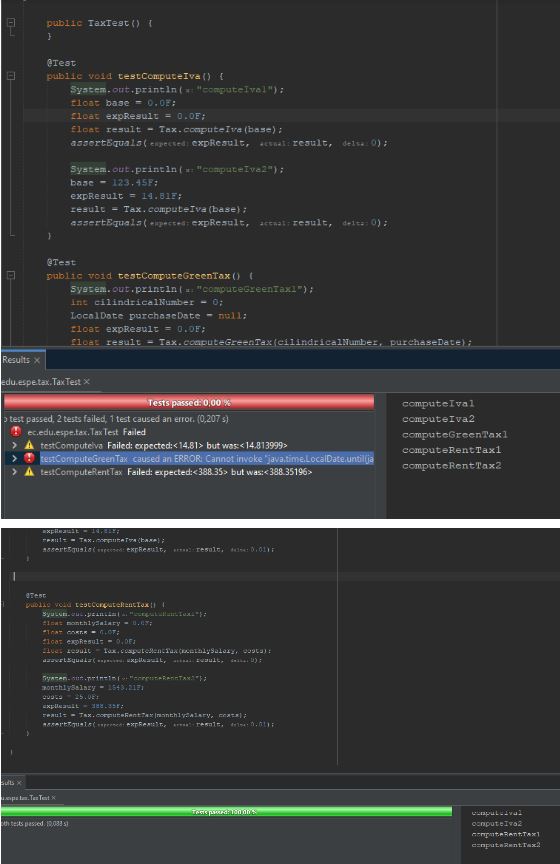 public TaxTest() {
}
@Test
public void testComputeIva() {
System.out.println(x: "computeIva1");
float base = 0.0F;
float expResult = 0.0F;
float result = Tax.computeIva(base);
assertEquals(expected: expResult, actual: result, delta: 0);
System.out.println(x: "computeIva2");
base = 123.45F;
expResult = 14.81F;
result = Tax.computeIva(base);
assertEquals(expected: expResult, actual: result, delta: 0);
}
@Test
public void testComputeGreenTax() {
System.out.println(x: "computeGreenTax1");
int cilindricalNumber = 0;
LocalDate purchaseDate = null;
float expResult = 0.0F;
float result = Tax.computeGreenTax(cilindricalNumber, purchaseDate);
Results ×
edu.espe.tax.TaxTest ×
Tests passed: 0,00 %
o test passed, 2 tests failed, 1 test caused an error. (0,207 s)
ec.edu.espe.tax.TaxTest Failed
testComputeIva Failed: expected:<14.81> but was:<14.813999>
testComputeGreenTax caused an ERROR: Cannot invoke "java.time.LocalDate.until(ja
testComputeRentTax Failed: expected:<388.35> but was:<388.35196>
computeIva1
computeIva2
computeGreenTax1
computeRentTax1
computeRentTax2
expResult = 14.81F;
result = Tax.computeIva(base);
assertEquals(expected: expResult, actual: result, delta: 0.01);
}
@Test
public void testComputeRentTax() {
System.out.println(x: "computeRentTax1");
float monthlySalary = 0.0F;
float costs = 0.0F;
float expResult = 0.0F;
float result = Tax.computeRentTax(monthlySalary, costs);
assertEquals(expected: expResult, actual: result, delta: 0);
System.out.println(x: "computeRentTax2");
monthlySalary = 1543.21F;
costs = 25.0F;
expResult = 388.35F;
result = Tax.computeRentTax(monthlySalary, costs);
assertEquals(expected: expResult, actual: result, delta: 0.01);
}
}
sults ×
u.espe.tax.TaxTest ×
Tests passed: 100,00 %
oth tests passed. (0,088 s)
computeIva1
computeIva2
computeRentTax1
computeRentTax2